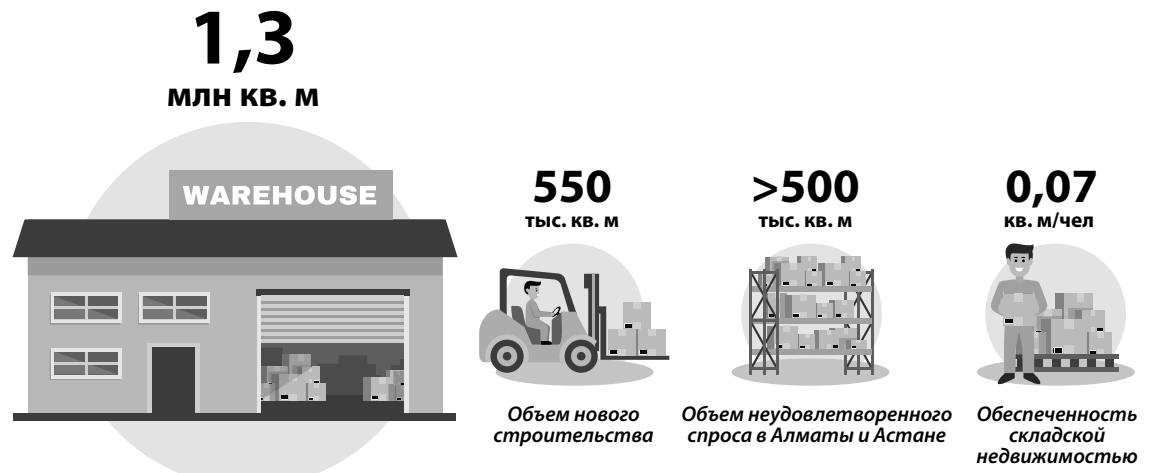 1,3
млн кв. м
WAREHOUSE
550
тыс. кв. м
Объем нового
строительства
>500
тыс. кв. м
Объем неудовлетворенного
спроса в Алматы и Астане
0,07
кв. м/чел
Обеспеченность
складской
недвижимостью